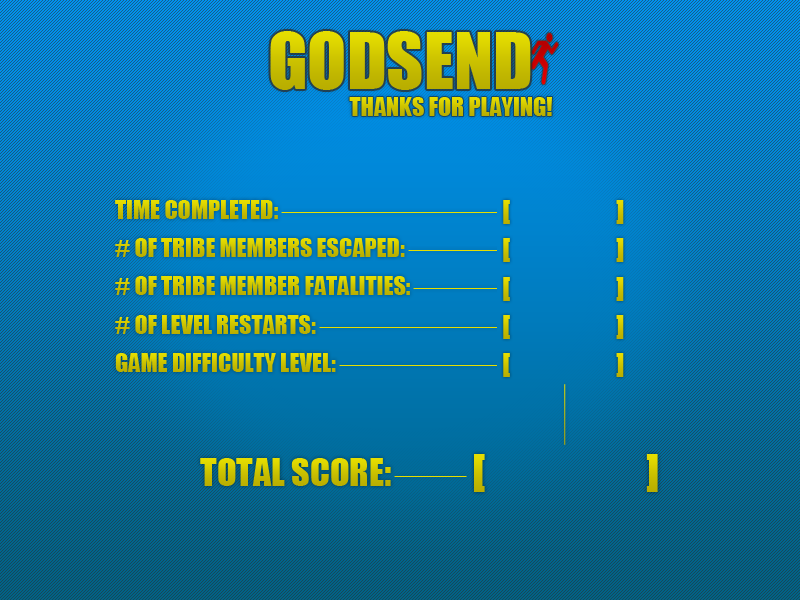 GODSEND
THANKS FOR PLAYING!
TIME COMPLETED: [ ]
# OF TRIBE MEMBERS ESCAPED: [ ]
# OF TRIBE MEMBER FATALITIES: [ ]
# OF LEVEL RESTARTS: [ ]
GAME DIFFICULTY LEVEL: [ ]
TOTAL SCORE: [ ]